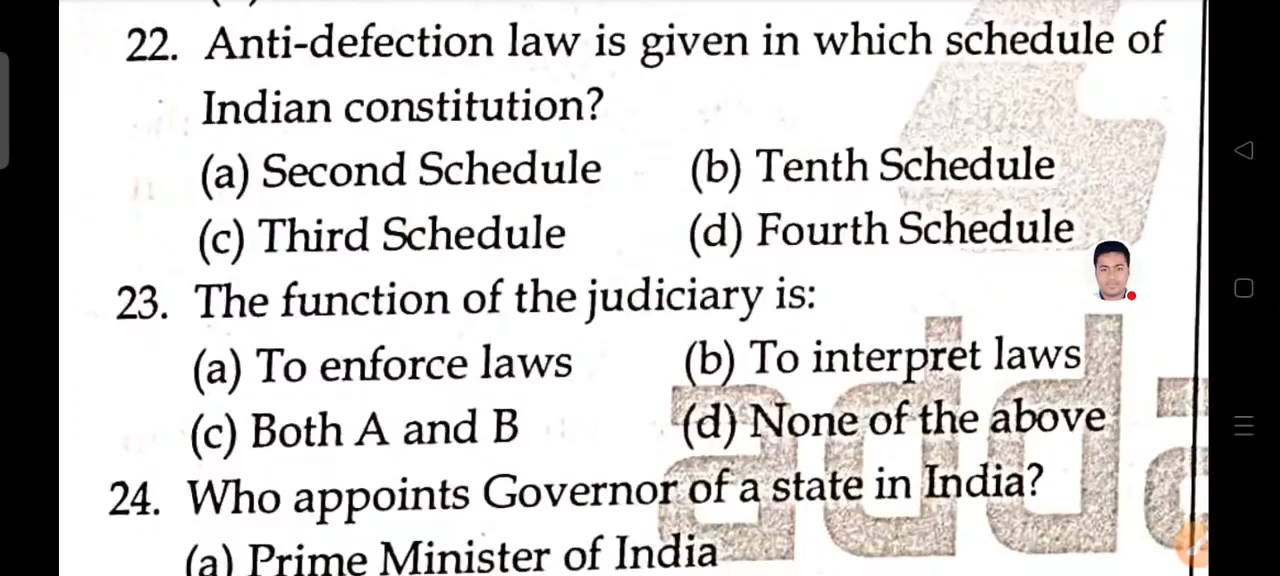 22. Anti-defection law is given in which schedule of
Indian constitution?
(a) Second Schedule (b) Tenth Schedule
(c) Third Schedule (d) Fourth Schedule
23. The function of the judiciary is:
(a) To enforce laws (b) To interpret laws
(c) Both A and B (d) None of the above
24. Who appoints Governor of a state in India?
(a) Prime Minister of India
adda